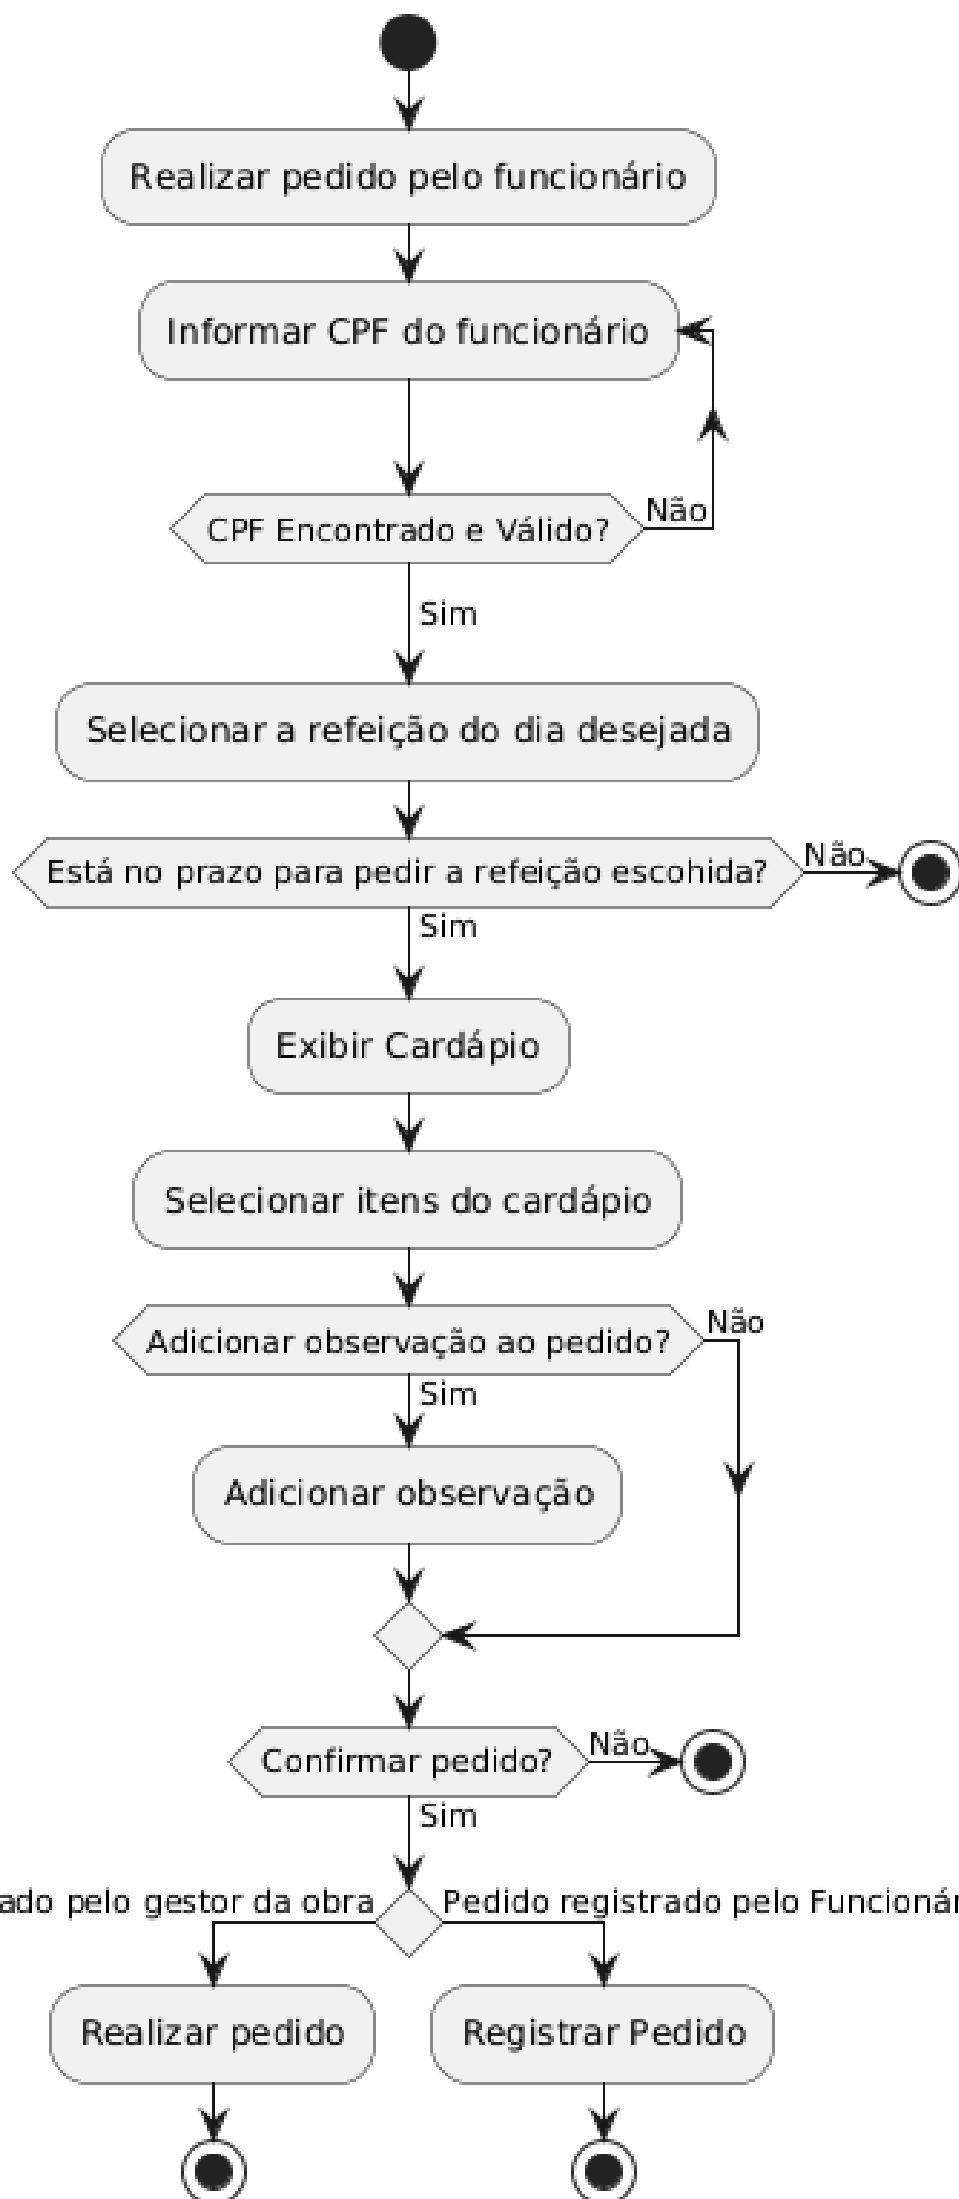 Realizar pedido pelo funcionário
Informar CPF do funcionário
CPF Encontrado e Válido?
Não
Sim
Selecionar a refeição do dia desejada
Está no prazo para pedir a refeição escohida?
Não
Sim
Exibir Cardápio
Selecionar itens do cardápio
Adicionar observação ao pedido?
Não
Sim
Adicionar observação
Confirmar pedido?
Não
Sim
pelo gestor da obra
Pedido registrado pelo
Realizar pedido
Registrar Pedido